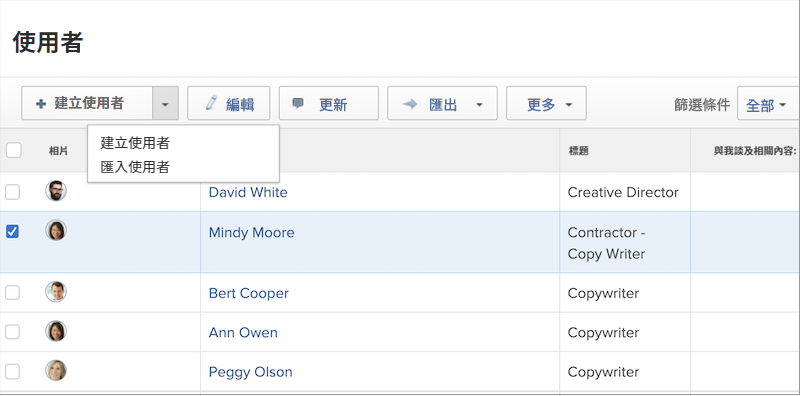 使用者
建立使用者 編輯 更新 匯出 更多 篩選條件 全部
建立使用者
匯入使用者
相片 標題 與我談及相關內容:
David White Creative Director
Mindy Moore Contractor -
Copy Writer
Bert Cooper Copywriter
Ann Owen Copywriter
Peggy Olson Copywriter